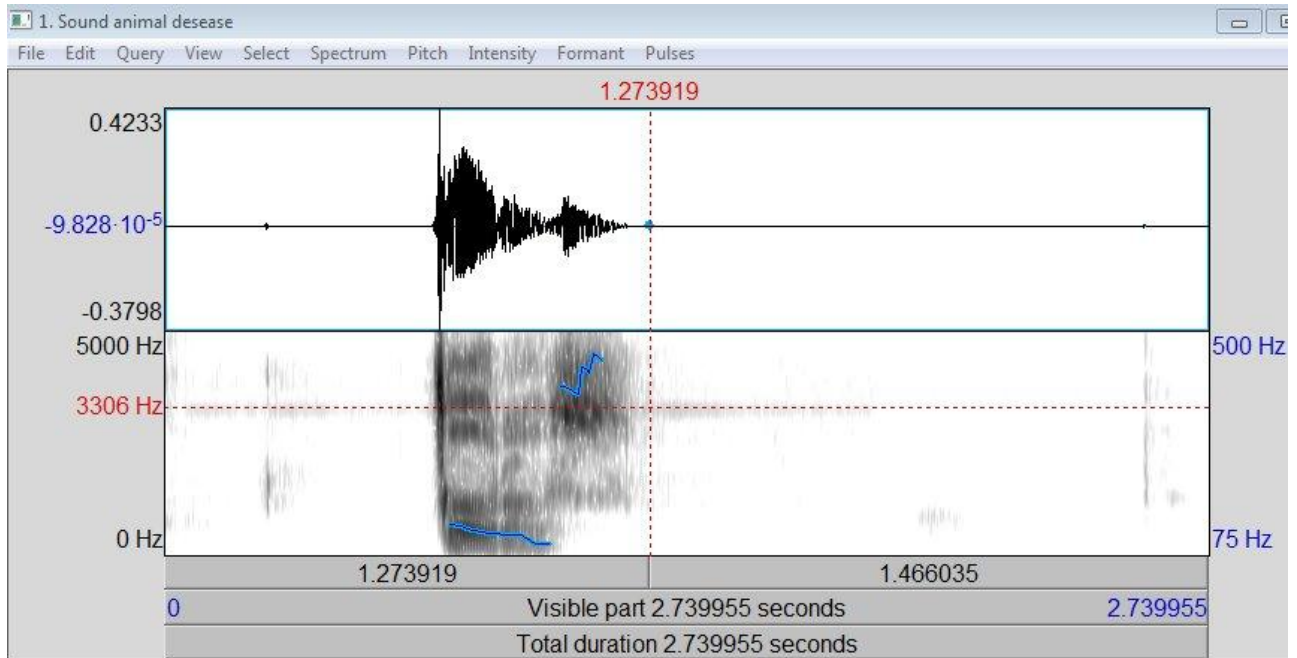 1. Sound animal desease
File Edit Query View Select Spectrum Pitch Intensity Formant Pulses
1.273919
0.4233
-9.828·10-5
-0.3798
5000 Hz 500 Hz
3306 Hz
0 Hz 75 Hz
1.273919 1.466035
0 Visible part 2.739955 seconds 2.739955
Total duration 2.739955 seconds